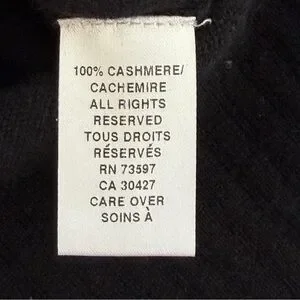 100% CASHMERE/
CACHEMIRE
ALL RIGHTS
RESERVED
TOUS DROITS
RÉSERVÉS
RN 73597
CA 30427
CARE OVER
SOINS À